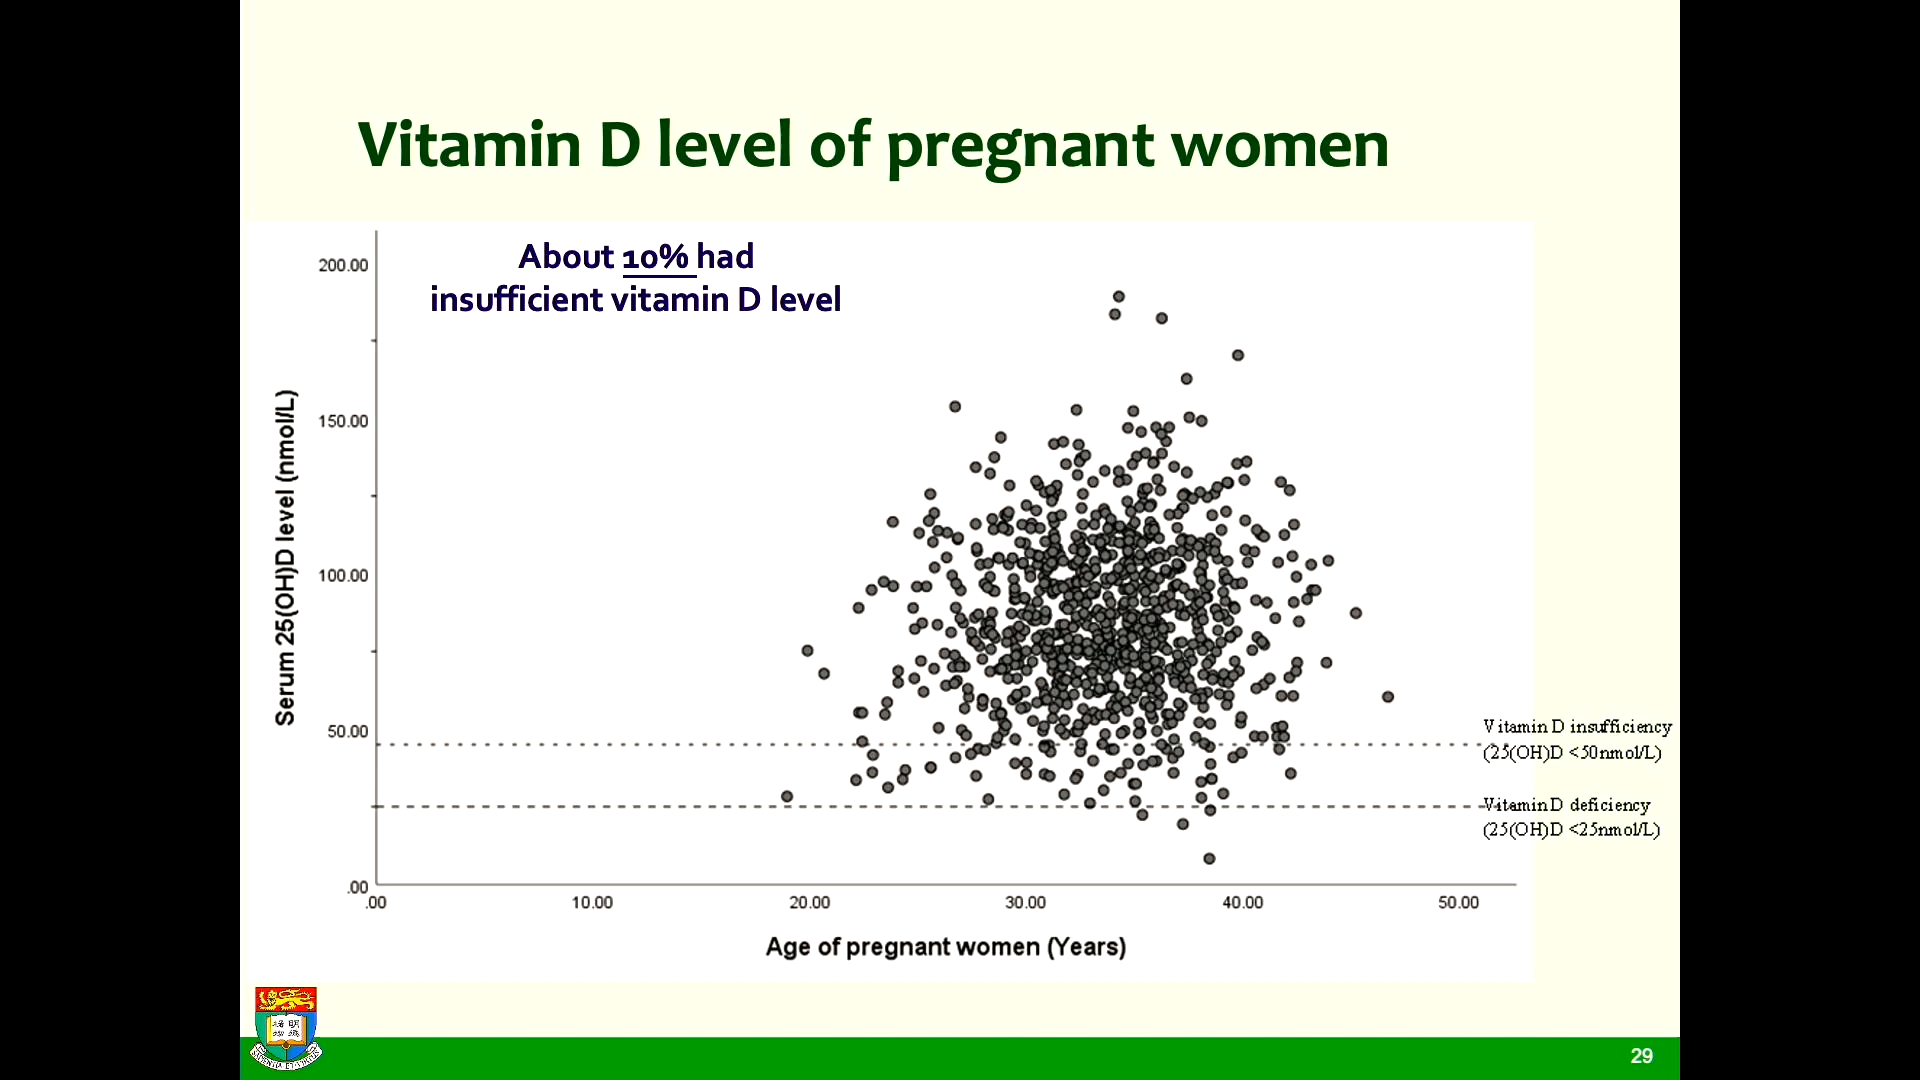 Vitamin D level of pregnant women
About 10% had
insufficient vitamin D level
Serum 25(OH)D level (nmol/L)
200.00
150.00
100.00
50.00
.00
Vitamin D insufficiency
(25(OH)D <50nmol/L)
Vitamin D deficiency
(25(OH)D <25nmol/L)
.00 10.00 20.00 30.00 40.00 50.00
Age of pregnant women (Years)
29